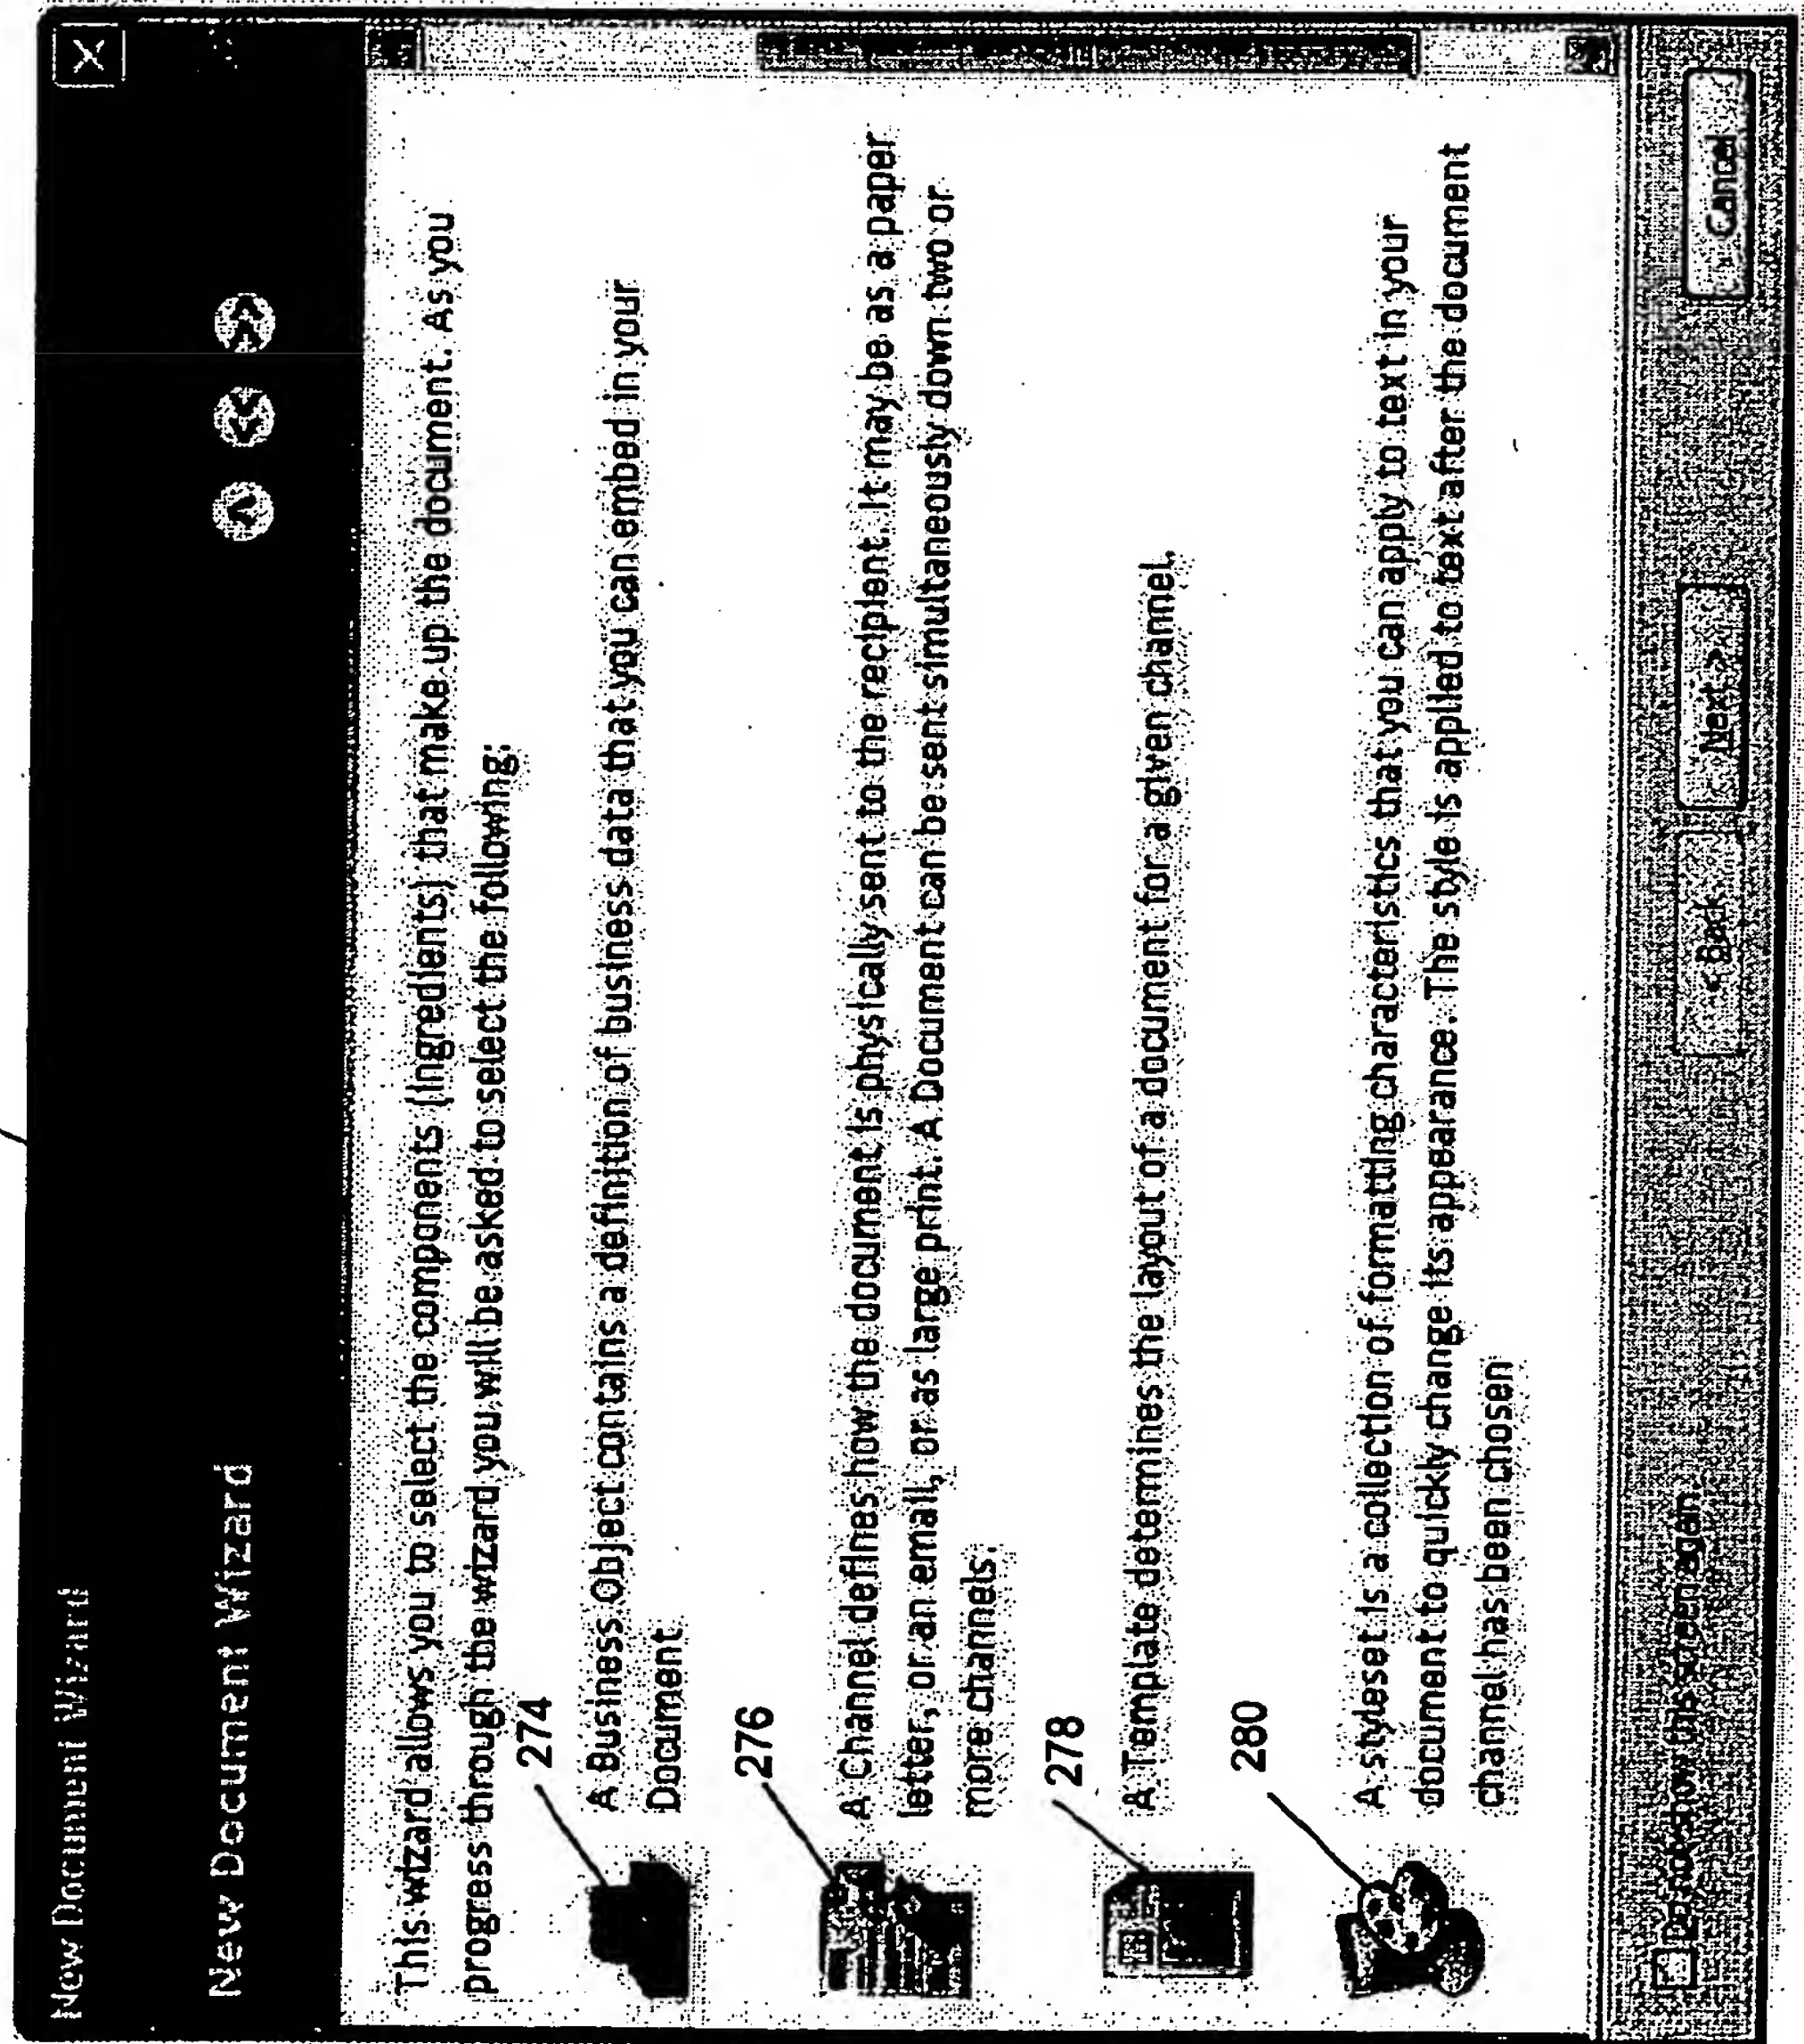 New Document Wizard
New Document Wizard
This wizard allows you to select the components (ingredients) that make up the document. As you
progress through the wizard you will be asked to select the following:
274
A Business Object contains a definition of business data that you can embed in your
Document
276
A Channel defines how the document is physically sent to the recipient. It may be as a paper
letter, or an email, or as large print. A Document can be sent simultaneously down two or
more channels.
278
A Template determines the layout of a document for a given channel.
280
A styleset is a collection of formatting characteristics that you can apply to text in your
document to quickly change its appearance. The style is applied to text after the document
channel has been chosen
Do not show this screen again
< Back
Next >
Cancel